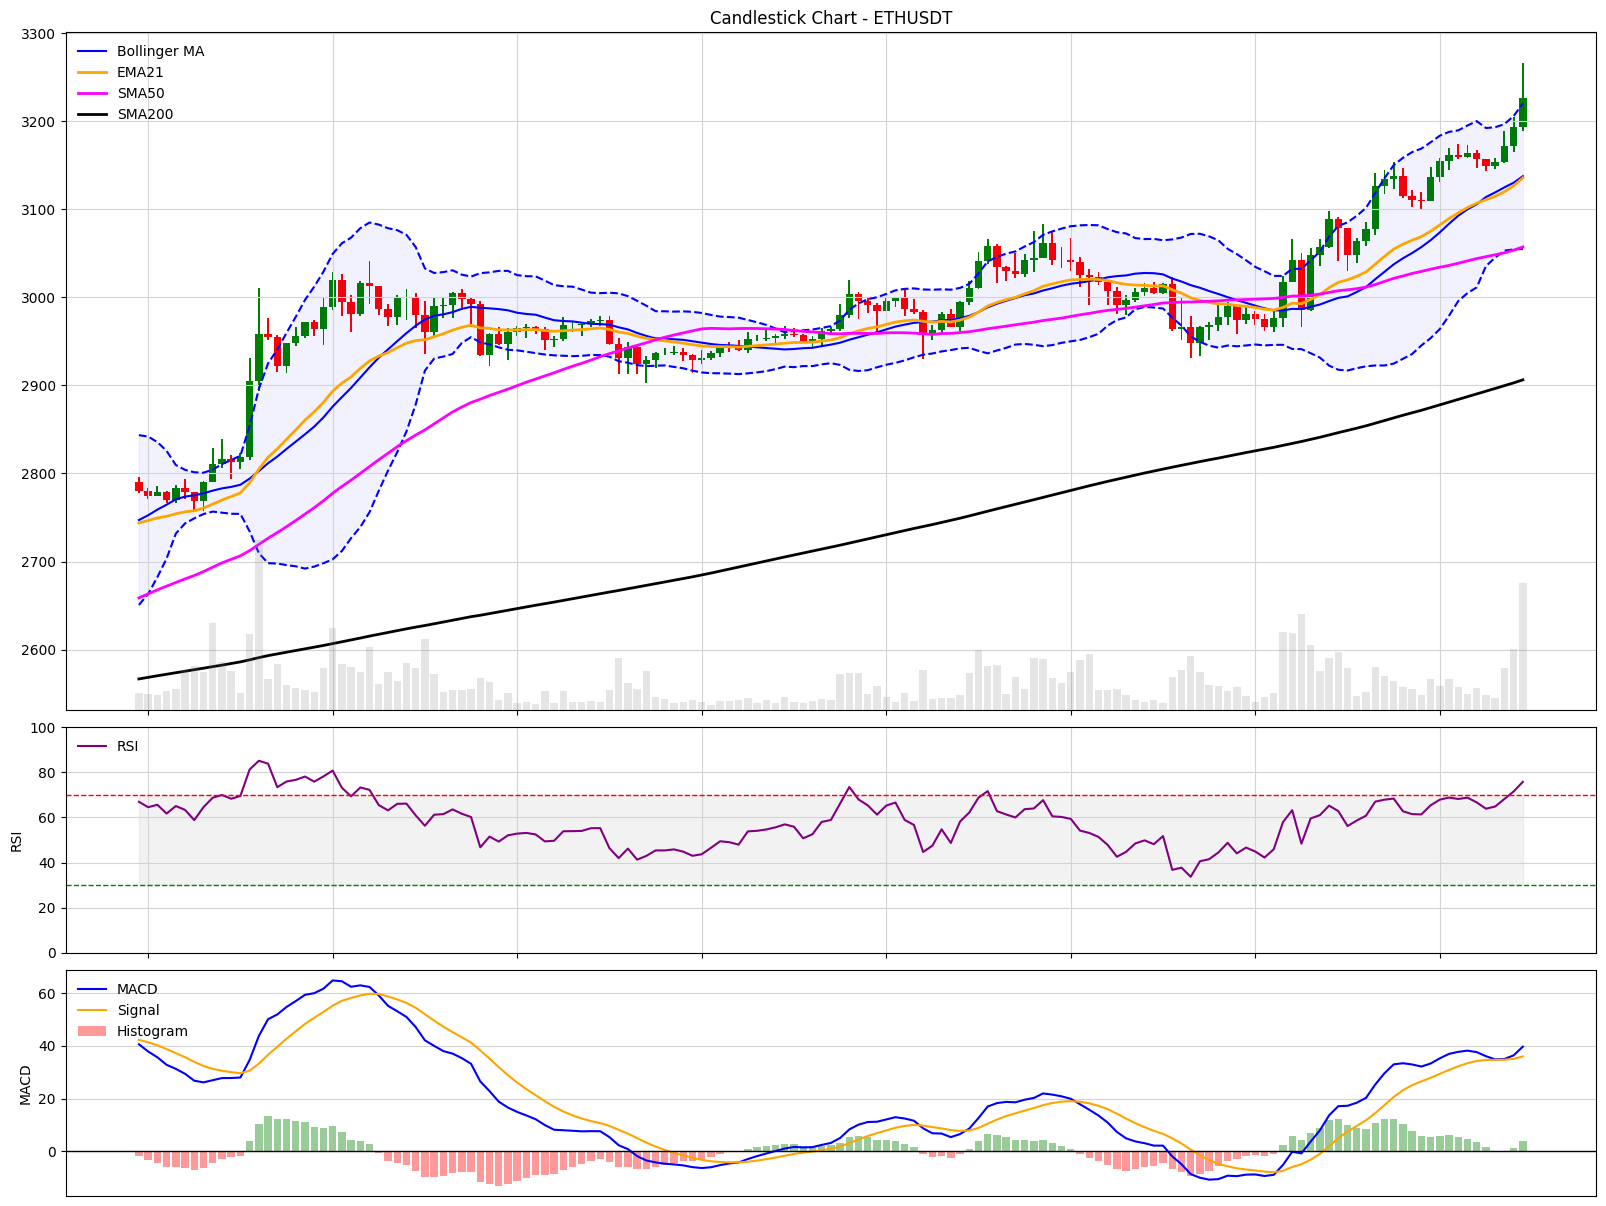 Candlestick Chart - ETHUSDT
Bollinger MA
EMA21
SMA50
SMA200
3300
3200
3100
3000
2900
2800
2700
2600
RSI
RSI
100
80
60
40
20
0
MACD
Signal
Histogram
MACD
60
40
20
0